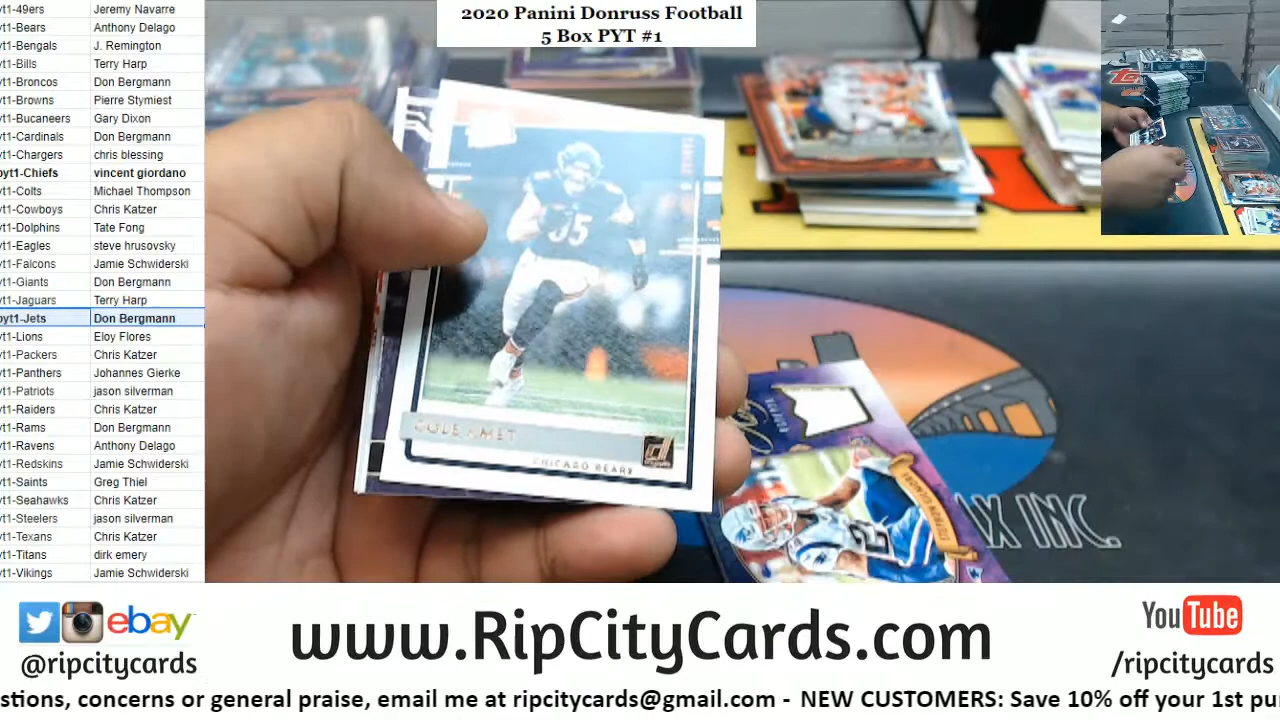 2020 Panini Donruss Football
5 Box PYT #1
yt1-49ers Jeremy Navarre
yt1-Bears Anthony Delago
yt1-Bengals J. Remington
yt1-Bills Terry Harp
yt1-Broncos Don Bergmann
yt1-Browns Pierre Stymiest
yt1-Bucaneers Gary Dixon
yt1-Cardinals Don Bergmann
yt1-Chargers chris blessing
pyt1-Chiefs vincent giordano
yt1-Colts Michael Thompson
yt1-Cowboys Chris Katzer
yt1-Dolphins Tate Fong
yt1-Eagles steve hrusovsky
yt1-Falcons Jamie Schwiderski
yt1-Giants Don Bergmann
yt1-Jaguars Terry Harp
pyt1-Jets Don Bergmann
yt1-Lions Eloy Flores
yt1-Packers Chris Katzer
yt1-Panthers Johannes Gierke
yt1-Patriots jason silverman
yt1-Raiders Chris Katzer
yt1-Rams Don Bergmann
yt1-Ravens Anthony Delago
yt1-Redskins Jamie Schwiderski
yt1-Saints Greg Thiel
yt1-Seahawks Chris Katzer
yt1-Steelers jason silverman
yt1-Texans Chris Katzer
yt1-Titans dirk emery
yt1-Vikings Jamie Schwiderski
85
COLE KMET
CHICAGO BEARS
STEPHON GILMORE
AX INC.
ebay
@ripcitycards
www.RipCityCards.com
YouTube
/ripcitycards
stions, concerns or general praise, email me at ripcitycards@gmail.com - NEW CUSTOMERS: Save 10% off your 1st pu